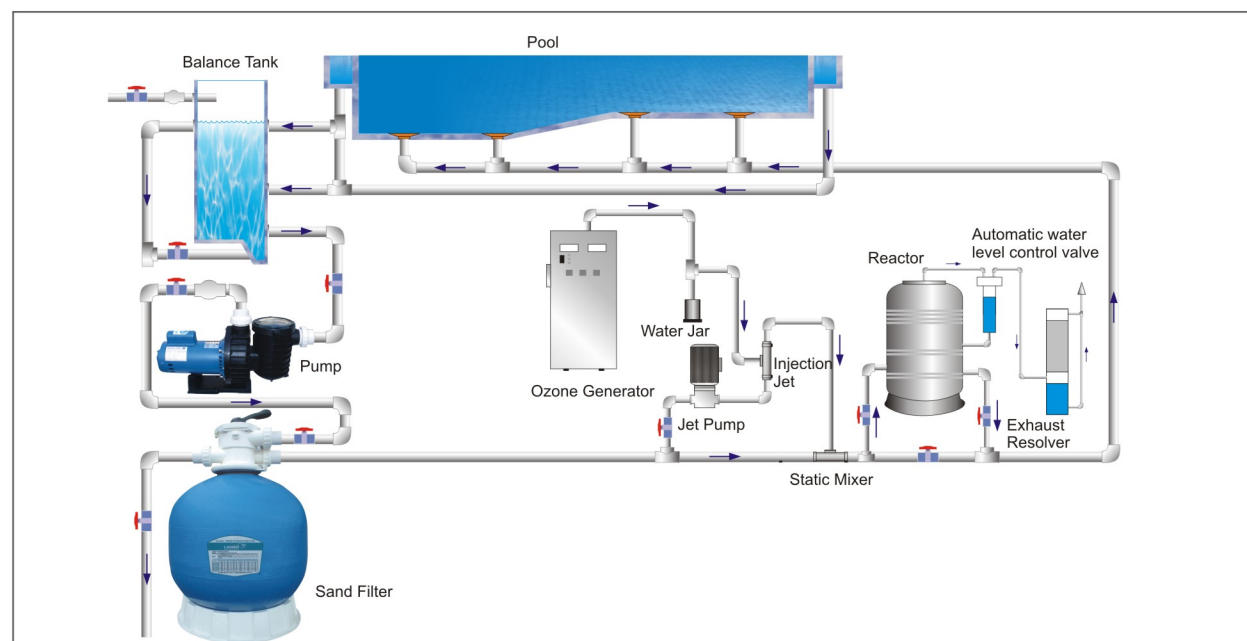 Pool
Balance Tank
Automatic water
level control valve
Reactor
Water Jar
Injection
Jet
Pump
Ozone Generator
Jet Pump
Exhaust
Resolver
Static Mixer
Sand Filter